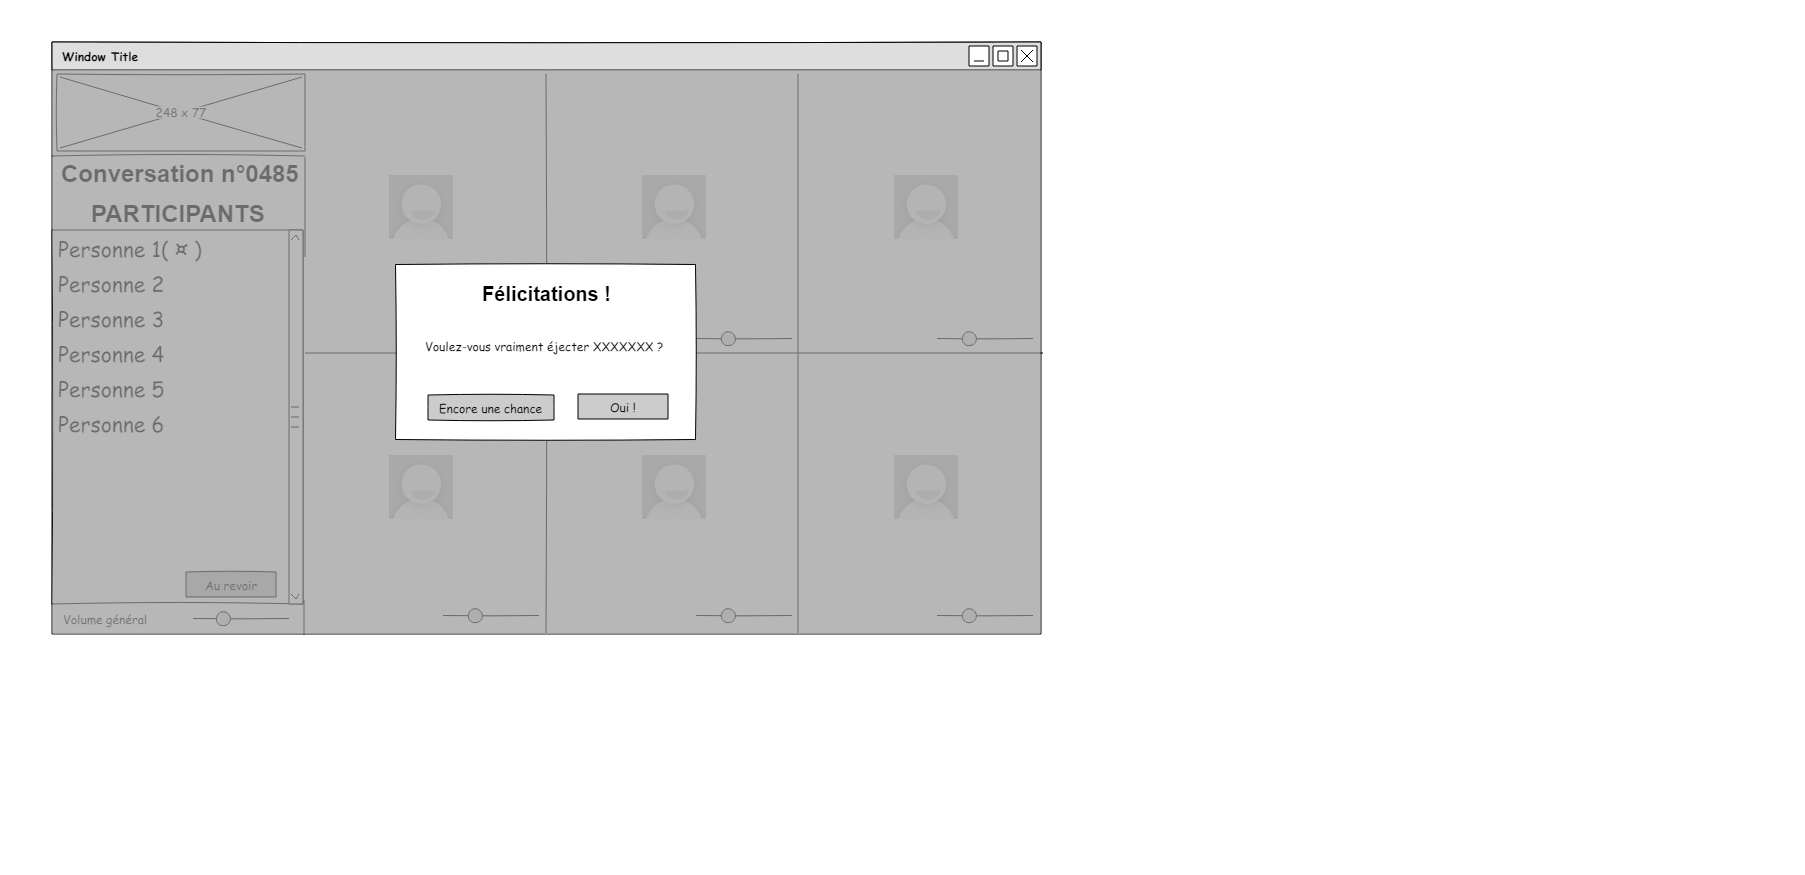 Window Title
248 x 77
Conversation n°0485
PARTICIPANTS
Personne 1( ¤ )
Personne 2
Personne 3
Personne 4
Personne 5
Personne 6
Au revoir
Volume général
Félicitations !
Voulez-vous vraiment éjecter XXXXXXX ?
Encore une chance
Oui !